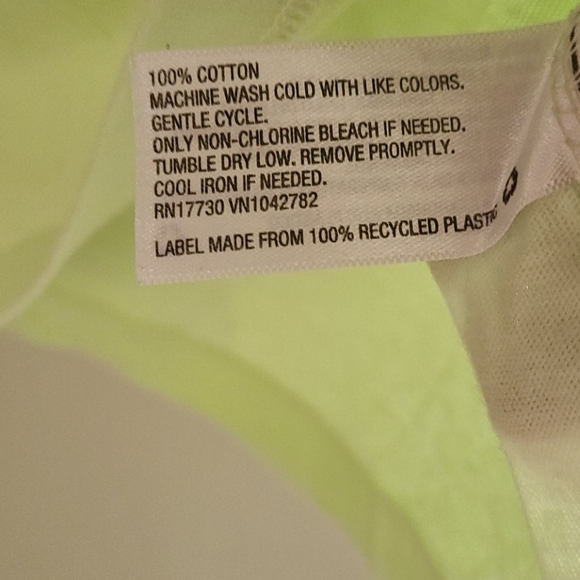 100% COTTON
MACHINE WASH COLD WITH LIKE COLORS.
GENTLE CYCLE.
ONLY NON-CHLORINE BLEACH IF NEEDED.
TUMBLE DRY LOW. REMOVE PROMPTLY.
COOL IRON IF NEEDED.
RN17730 VN1042782
LABEL MADE FROM 100% RECYCLED PLASTIC